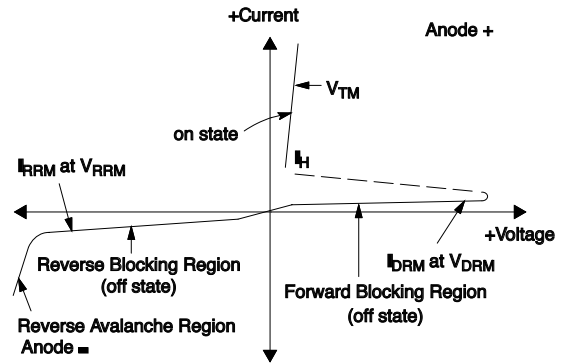 +Current
Anode +
VTM
on state
IH
IRRM at VRRM
+Voltage
IDRM at VDRM
Reverse Blocking Region
(off state)
Forward Blocking Region
(off state)
Reverse Avalanche Region
Anode -